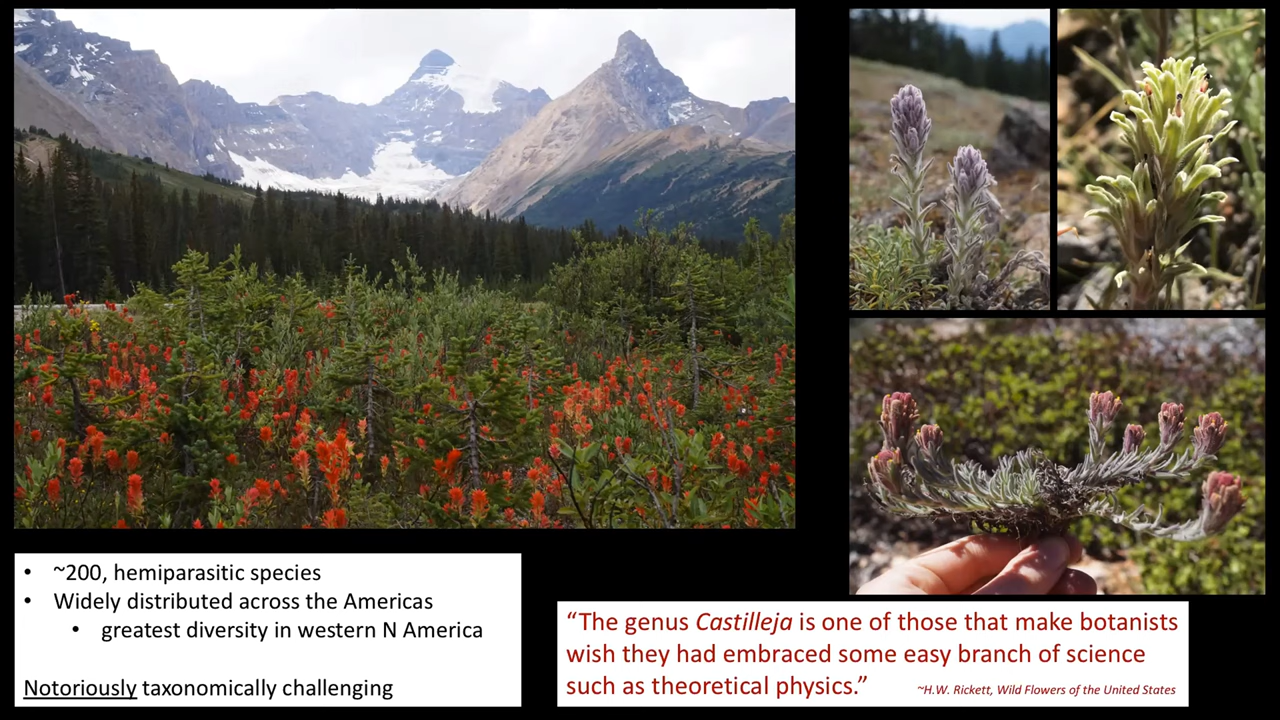 • ~200, hemiparasitic species
• Widely distributed across the Americas
• greatest diversity in western N America
Notoriously taxonomically challenging
“The genus Castilleja is one of those that make botanists
wish they had embraced some easy branch of science
such as theoretical physics.” ~H.W. Rickett, Wild Flowers of the United States